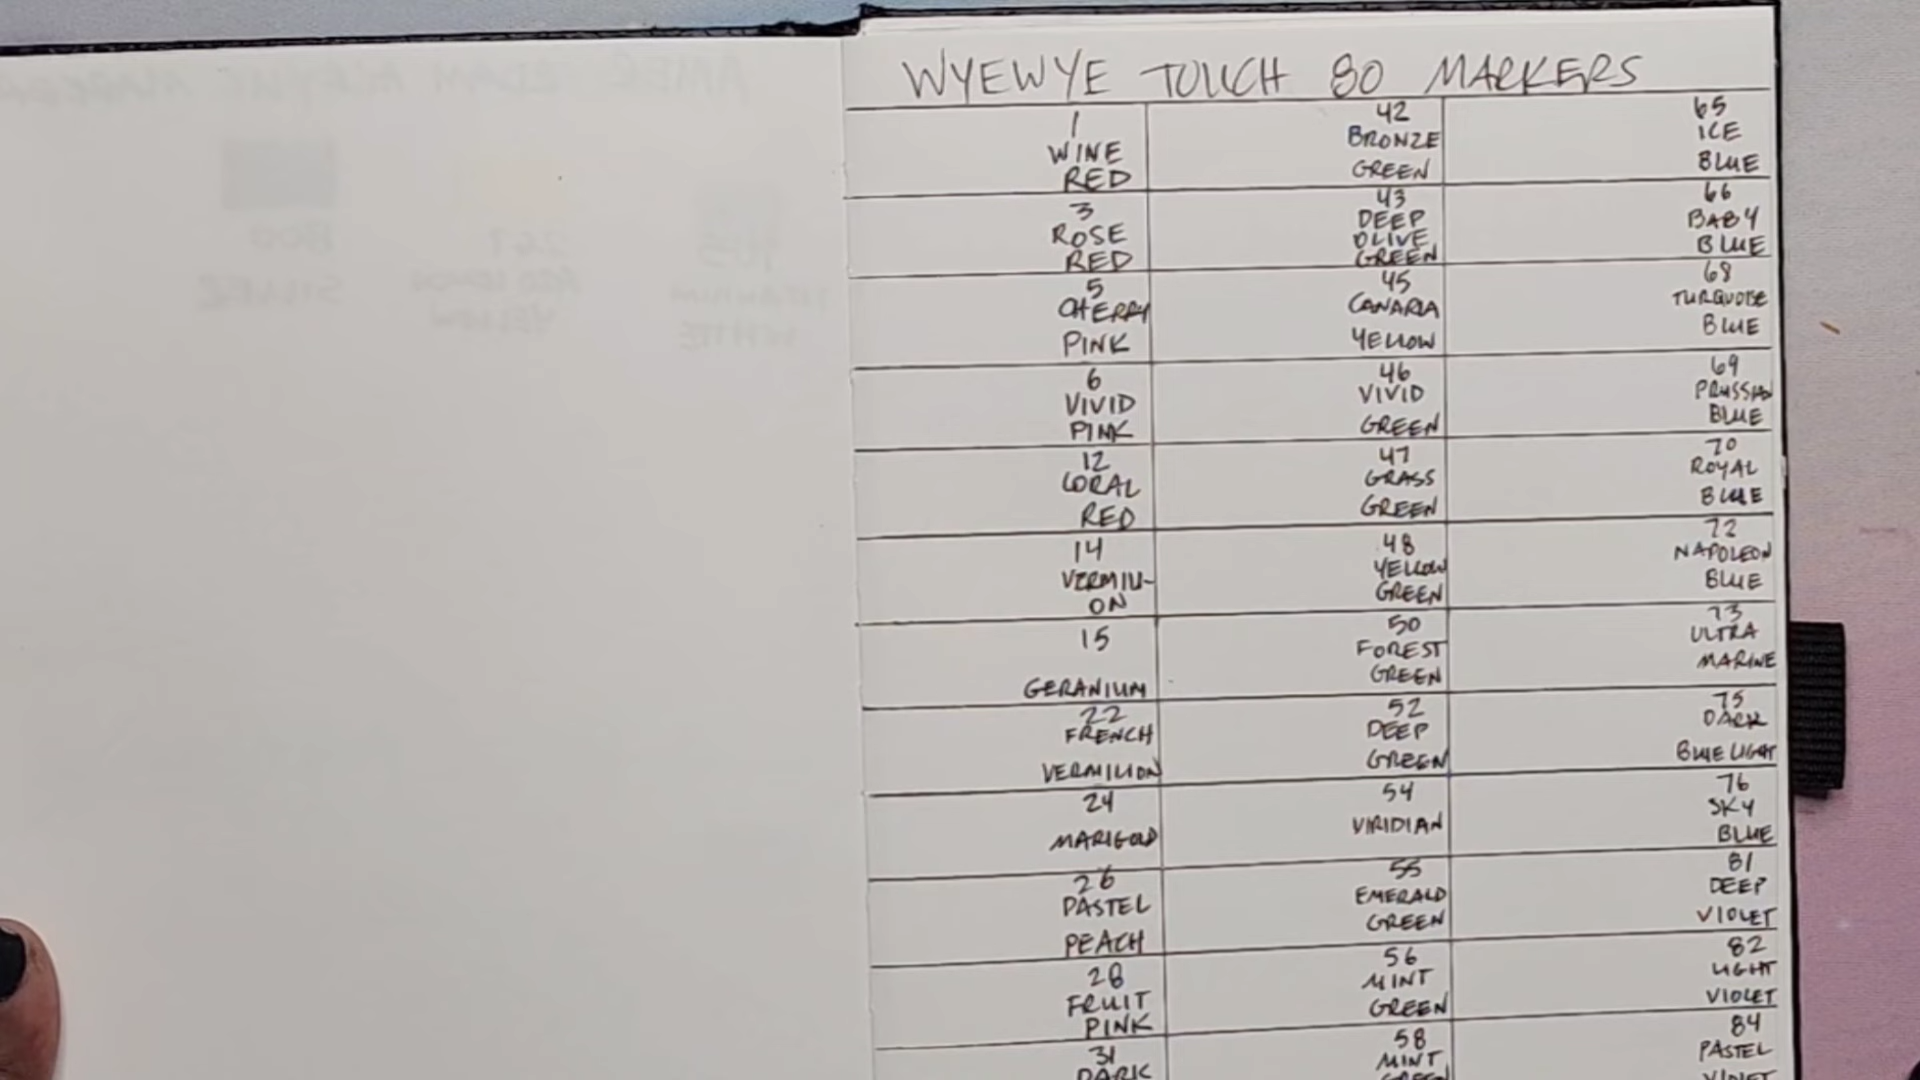 WYEWYE TOUCH 80 MARKERS
1
WINE
RED
3
ROSE
RED
5
CHERRY
PINK
6
VIVID
PINK
12
CORAL
RED
14
VERMILI-
ON
15
GERANIUM
22
FRENCH
VERMILION
24
MARIGOLD
26
PASTEL
PEACH
28
FRUIT
PINK
31
DARK
42
BRONZE
GREEN
43
DEEP
OLIVE
GREEN
45
CANARIA
YELLOW
46
VIVID
GREEN
47
GRASS
GREEN
48
YELLOW
GREEN
50
FOREST
GREEN
52
DEEP
GREEN
54
VIRIDIAN
55
EMERALD
GREEN
56
MINT
GREEN
58
MINT
GREEN
65
ICE
BLUE
66
BABY
BLUE
68
TURQUOISE
BLUE
69
PRUSSIAN
BLUE
70
ROYAL
BLUE
72
NAPOLEON
BLUE
73
ULTRA
MARINE
75
DARK
BLUE LIGHT
76
SKY
BLUE
81
DEEP
VIOLET
82
LIGHT
VIOLET
84
PASTEL
VIOLET